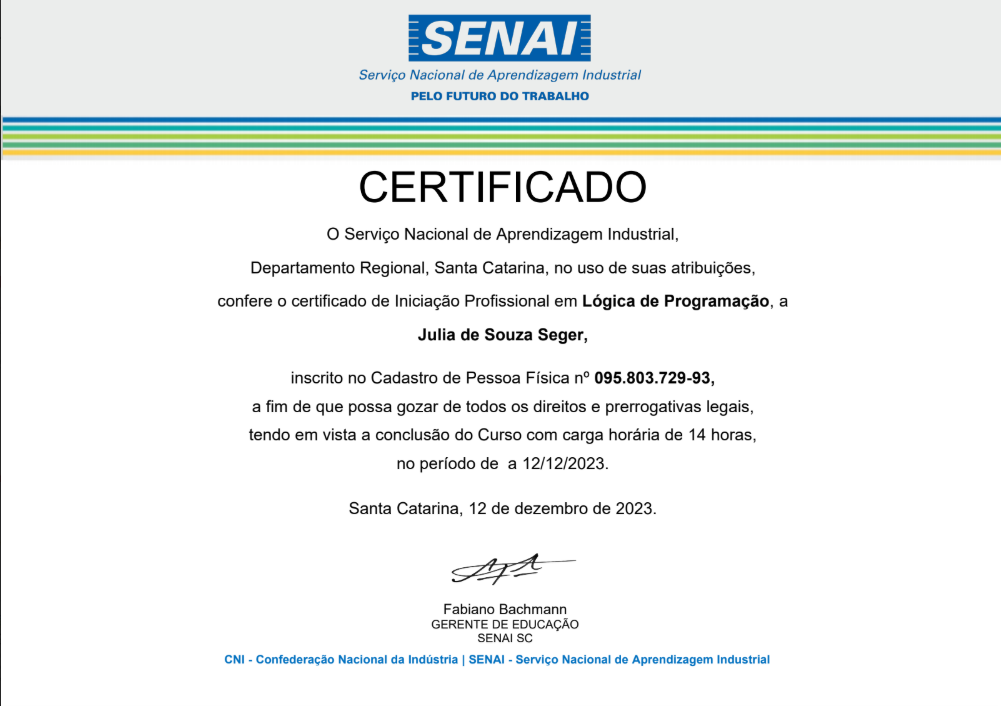 SENAI
Serviço Nacional de Aprendizagem Industrial
PELO FUTURO DO TRABALHO
CERTIFICADO
O Serviço Nacional de Aprendizagem Industrial,
Departamento Regional, Santa Catarina, no uso de suas atribuições,
confere o certificado de Iniciação Profissional em Lógica de Programação, a
Julia de Souza Seger,
inscrito no Cadastro de Pessoa Física nº 095.803.729-93,
a fim de que possa gozar de todos os direitos e prerrogativas legais,
tendo em vista a conclusão do Curso com carga horária de 14 horas,
no período de  a 12/12/2023.
Santa Catarina, 12 de dezembro de 2023.
Fabiano Bachmann
GERENTE DE EDUCAÇÃO
SENAI SC
CNI - Confederação Nacional da Indústria | SENAI - Serviço Nacional de Aprendizagem Industrial